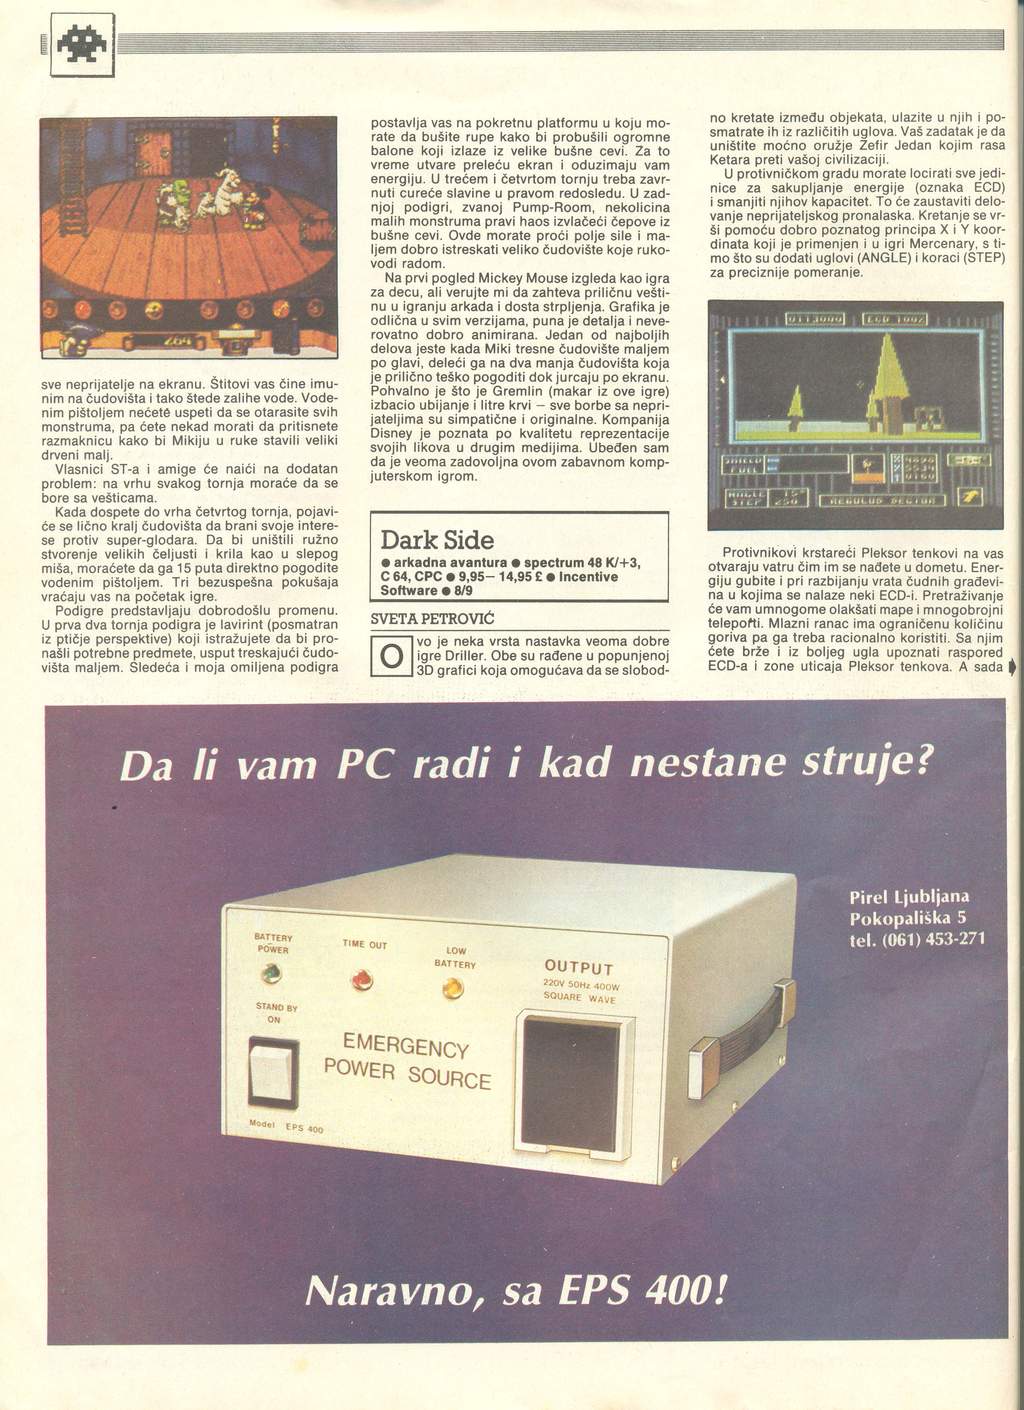 sve neprijatelje na ekranu. Štitovi vas čine imu-
nim na čudovišta i tako štede zalihe vode. Vode-
nim pištoljem nećete uspeti da se otarasite svih
monstruma, pa ćete nekad morati da pritisnete
razmaknicu kako bi Mikiju u ruke stavili veliki
drveni malj.
Vlasnici ST-a i amige će naići na dodatan
problem: na vrhu svakog tornja moraće da se
bore sa vešticama.
Kada dospete do vrha četvrtog tornja, pojavi-
će se lično kralj čudovišta da brani svoje intere-
se protiv super-glodara. Da bi uništili ružno
stvorenje velikih čeljusti i krila kao u slepog
miša, moraćete da ga 15 puta direktno pogodite
vodenim pištoljem. Tri bezuspešna pokušaja
vraćaju vas na početak igre.
Podigre predstavljaju dobrodošlu promenu.
U prva dva tornja podigra je lavirint (posmatran
iz ptičje perspektive) koji istražujete da bi pro-
našli potrebne predmete, usput treskajući čudo-
višta maljem. Sledeća i moja omiljena podigra
postavlja vas na pokretnu platformu u koju mo-
rate da bušite rupe kako bi probušili ogromne
balone koji izlaze iz velike bušne cevi. Za to
vreme utvare preleću ekran i oduzimaju vam
energiju. U trećem i četvrtom tornju treba zavr-
nuti cureće slavine u pravom redosledu. U zad-
njoj podigri, zvanoj Pump-Room, nekolicina
malih monstruma pravi haos izvlačeći čepove iz
bušne cevi. Ovde morate proći polje sile i ma-
ljem dobro istreskati veliko čudovište koje ruko-
vodi radom.
Na prvi pogled Mickey Mouse izgleda kao igra
za decu, ali verujte mi da zahteva priličnu vešti-
nu u igranju arkada i dosta strpljenja. Grafika je
odlična u svim verzijama, puna je detalja i neve-
rovatno dobro animirana. Jedan od najboljih
delova jeste kada Miki tresne čudovište maljem
po glavi, deleći ga na dva manja čudovišta koja
je prilično teško pogoditi dok jurcaju po ekranu.
Pohvalno je što je Gremlin (makar iz ove igre)
izbacio ubijanje i litre krvi — sve borbe sa nepri-
jateljima su simpatične i originalne. Kompanija
Disney je poznata po kvalitetu reprezentacije
svojih likova u drugim medijima. Ubeđen sam
da je veoma zadovoljna ovom zabavnom komp-
juterskom igrom.
Dark Side
● arkadna avantura ● spectrum 48 K/+3,
C 64, CPC ● 9,95— 14,95 £ ● Incentive
Software ● 8/9
SVETA PETROVIĆ
Ovo je neka vrsta nastavka veoma dobre
igre Driller. Obe su rađene u popunjenoj
3D grafici koja omogućava da se slobod-
no krećate između objekata, ulazite u njih i po-
smatrate ih iz različitih uglova. Vaš zadatak je da
uništite moćno oružje Zefir Jedan kojim rasa
Ketara preti vašoj civilizaciji.
U protivničkom gradu morate locirati sve jedi-
nice za sakupljanje energije (oznaka ECD)
i smanjiti njihov kapacitet. To će zaustaviti delo-
vanje neprijateljskog pronalaska. Kretanje se vr-
ši pomoću dobro poznatog principa X i Y koor-
dinata koji je primenjen i u igri Mercenary, s ti-
mo što su dodati uglovi (ANGLE) i koraci (STEP)
za preciznije pomeranje.
0113000 ECD 100%
SHIELD
FUEL
ANGLE 15°
STEP 250
REGULUS SECTOR
Protivnikovi krstareći Pleksor tenkovi na vas
otvaraju vatru čim im se nađete u dometu. Ener-
giju gubite i pri razbijanju vrata čudnih građevi-
na u kojima se nalaze neki ECD-i. Pretraživanje
će vam umnogome olakšati mape i mnogobrojni
teleporti. Mlazni ranac ima ograničenu količinu
goriva pa ga treba racionalno koristiti. Sa njim
ćete brže i iz boljeg ugla upoznati raspored
ECD-a i zone uticaja Pleksor tenkova. A sada
Da li vam PC radi i kad nestane struje?
Pirel Ljubljana
Pokopališka 5
tel. (061) 453-271
BATTERY
POWER
TIME OUT
LOW
BATTERY
OUTPUT
220V 50Hz 400W
SQUARE WAVE
STAND BY
ON
EMERGENCY
POWER SOURCE
Model EPS 400
Naravno, sa EPS 400!